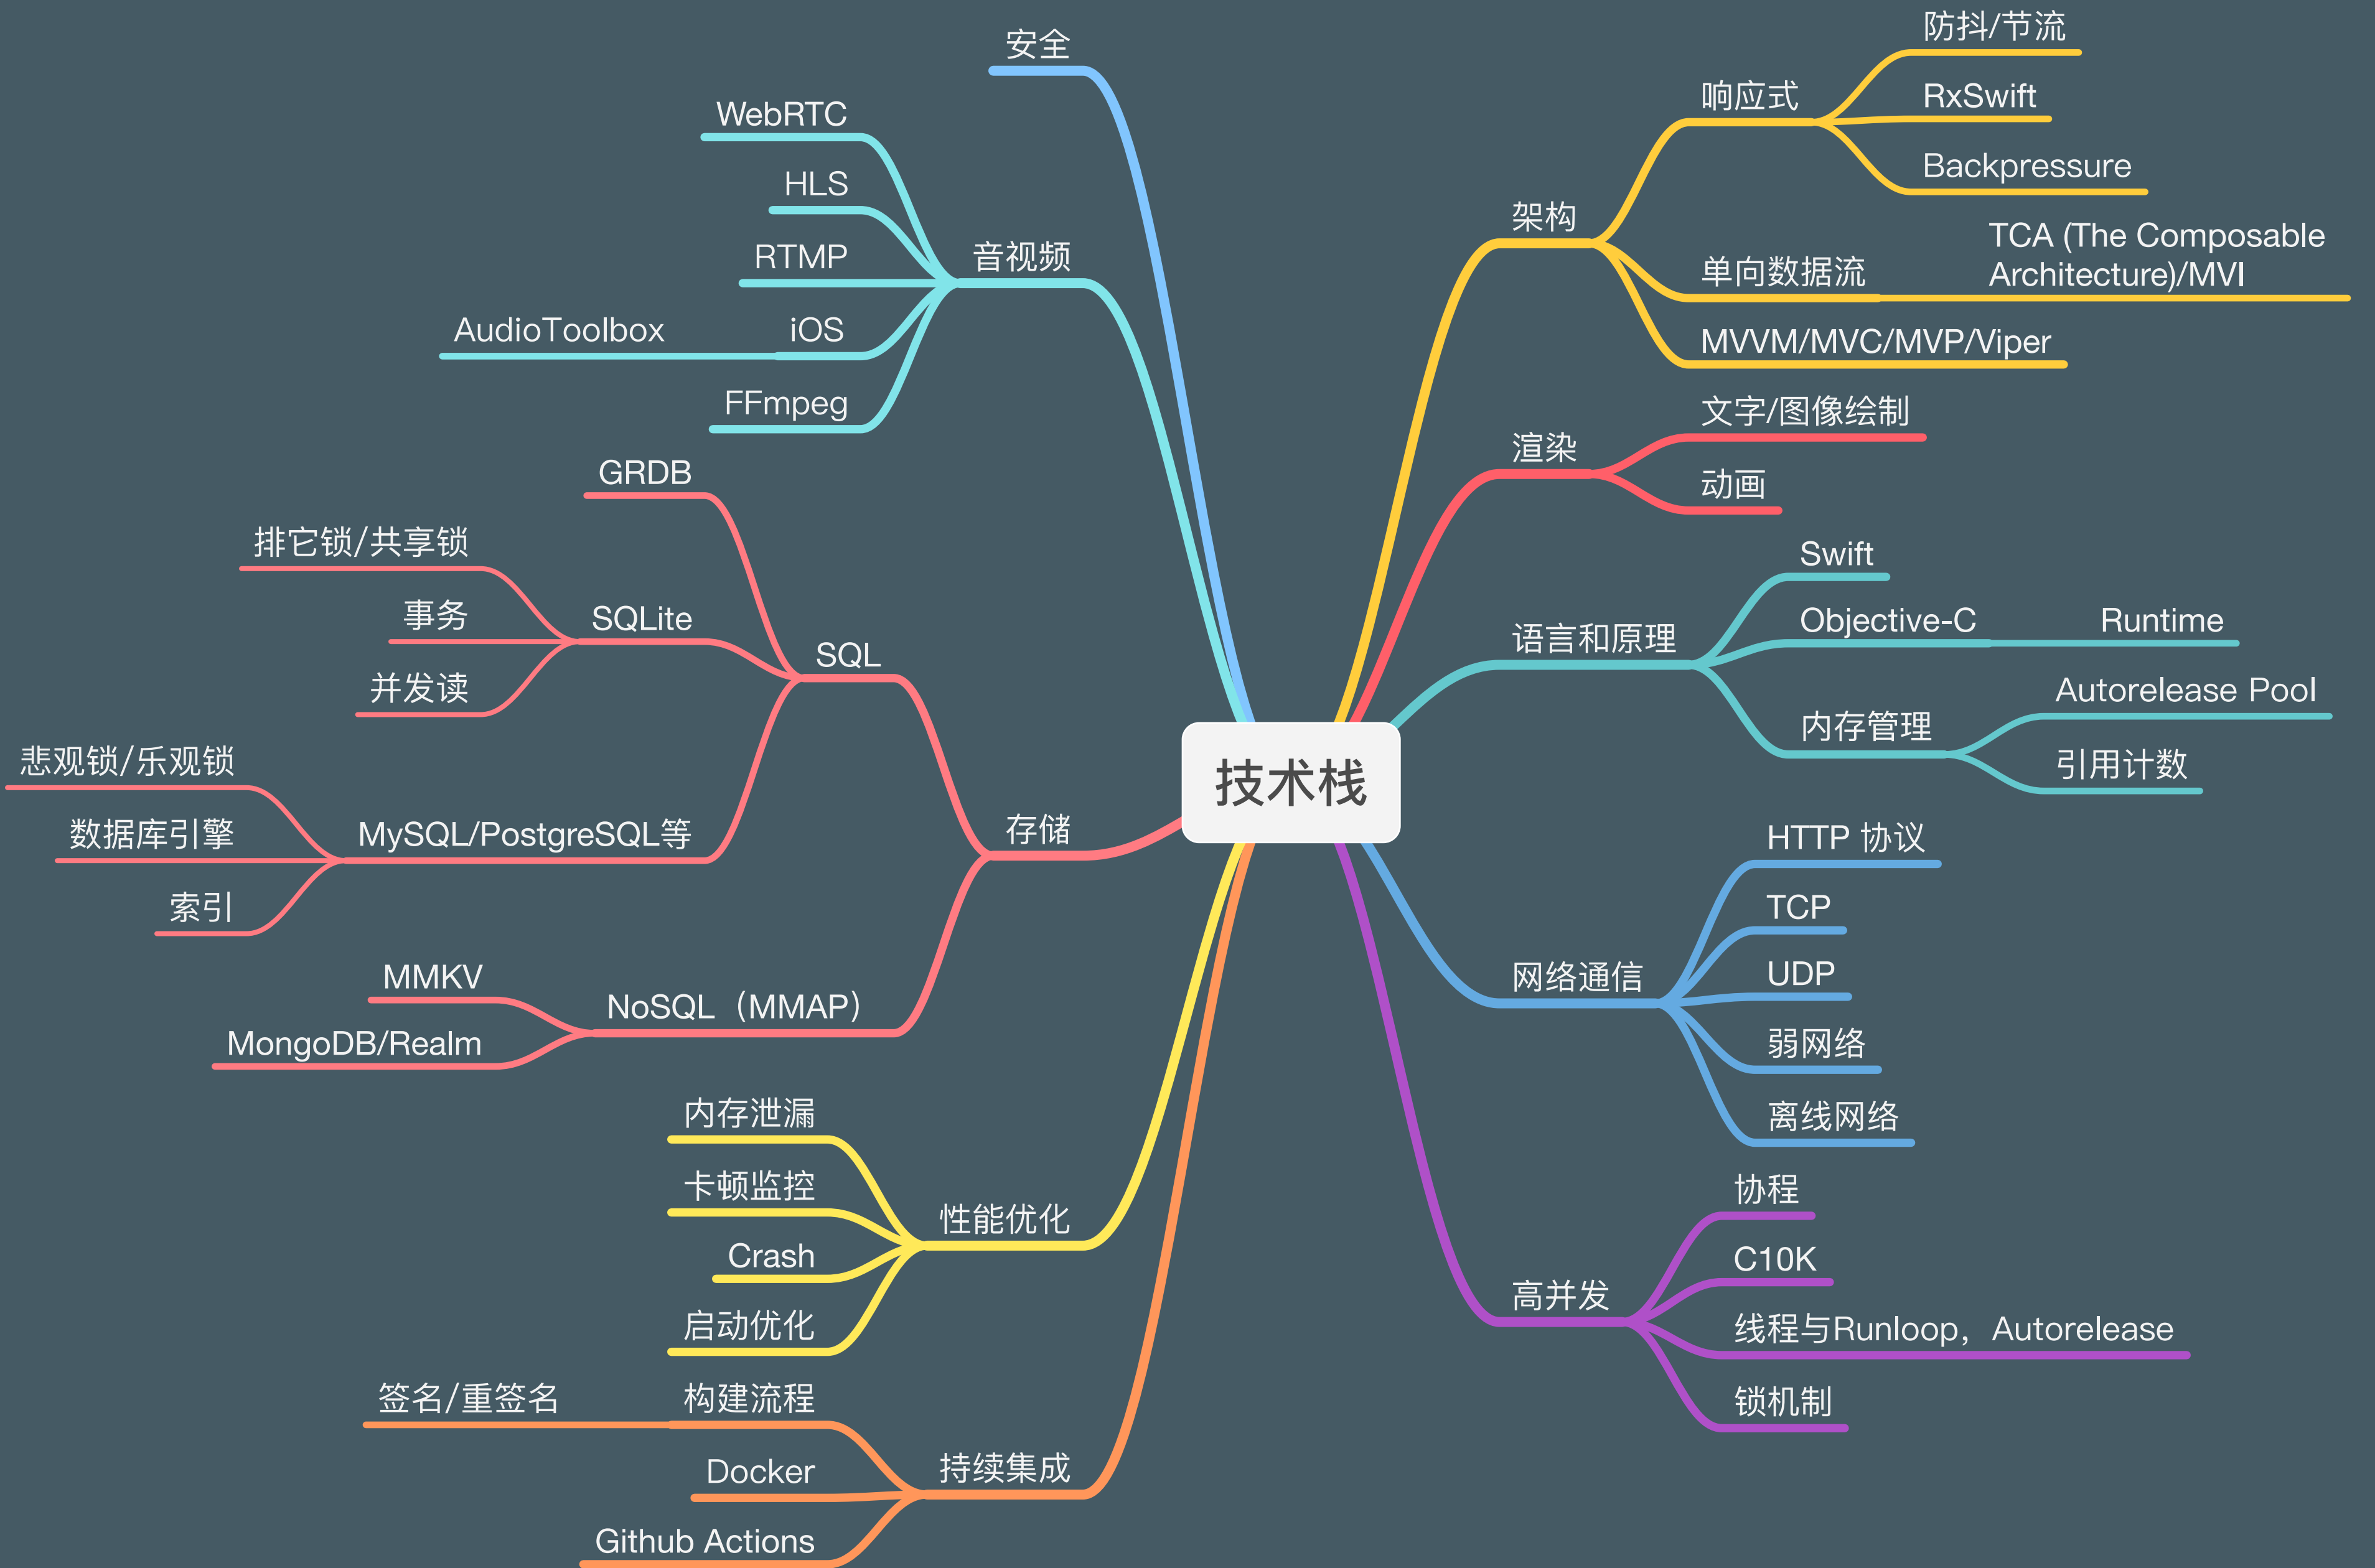 技术栈
架构
响应式
防抖/节流
RxSwift
Backpressure
单向数据流
TCA (The Composable
Architecture)/MVI
MVVM/MVC/MVP/Viper
渲染
文字/图像绘制
动画
语言和原理
Swift
Objective-C
Runtime
内存管理
Autorelease Pool
引用计数
网络通信
HTTP 协议
TCP
UDP
弱网络
离线网络
高并发
协程
C10K
线程与Runloop，Autorelease
锁机制
安全
音视频
WebRTC
HLS
RTMP
iOS
AudioToolbox
FFmpeg
存储
SQL
GRDB
SQLite
排它锁/共享锁
事务
并发读
MySQL/PostgreSQL等
悲观锁/乐观锁
数据库引擎
索引
NoSQL（MMAP）
MMKV
MongoDB/Realm
性能优化
内存泄漏
卡顿监控
Crash
启动优化
持续集成
构建流程
签名/重签名
Docker
Github Actions